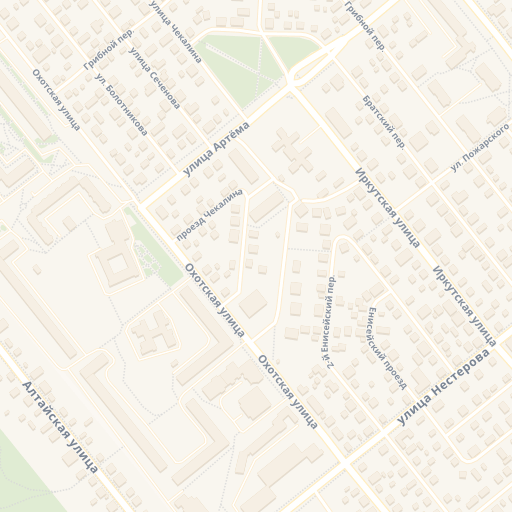 улица Чекалина
Грибной пер.
Грибной пер.
улица Сеченова
Охотская улица
ул. Болотникова
улица Артёма
Братский пер.
ул. Пожарского
Иркутская улица
проезд Чекалина
Охотская улица
2-й Енисейский пер.
Иркутская улица
Енисейский проезд
Охотская улица
улица Нестерова
Алтайская улица